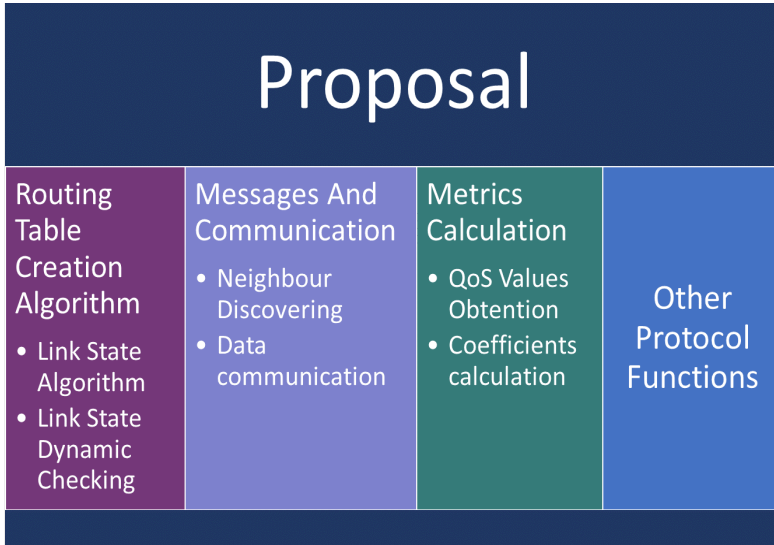 Proposal
Routing
Table
Creation
Algorithm
• Link State
Algorithm
• Link State
Dynamic
Checking
Messages And
Communication
• Neighbour
Discovering
• Data
communication
Metrics
Calculation
• QoS Values
Obtention
• Coefficients
calculation
Other
Protocol
Functions